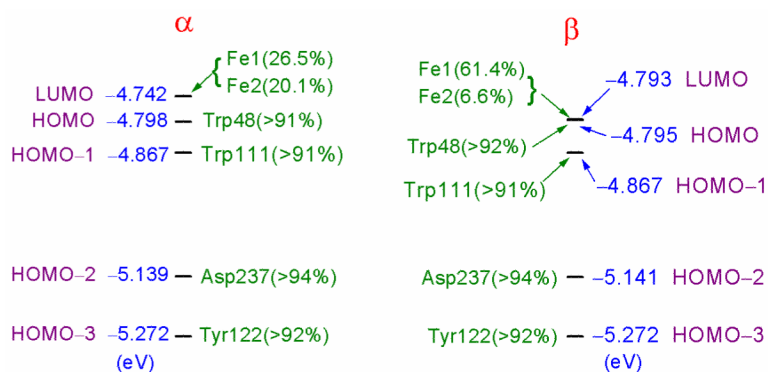 α
Fe1(26.5%)
Fe2(20.1%)
LUMO –4.742
HOMO –4.798 Trp48(>91%)
HOMO–1 –4.867 Trp111(>91%)
HOMO–2 –5.139 Asp237(>94%)
HOMO–3 –5.272 Tyr122(>92%)
(eV)
β
Fe1(61.4%)
Fe2(6.6%)
–4.793 LUMO
–4.795 HOMO
Trp48(>92%)
Trp111(>91%)
–4.867 HOMO–1
Asp237(>94%) –5.141 HOMO–2
Tyr122(>92%) –5.272 HOMO–3
(eV)